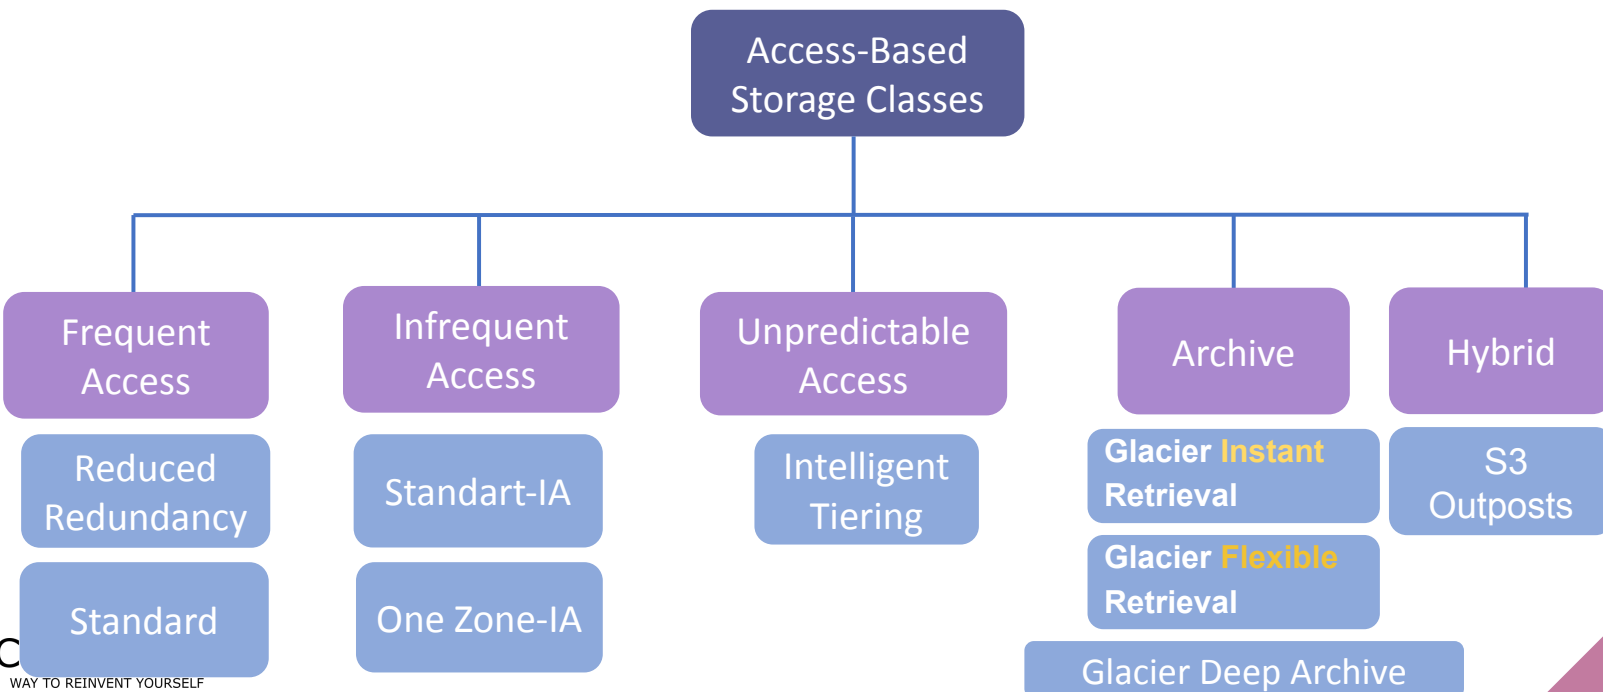 Access-Based
Storage Classes
Frequent
Access
Infrequent
Access
Unpredictable
Access
Archive
Hybrid
Reduced
Redundancy
Standard
Standart-IA
One Zone-IA
Intelligent
Tiering
Glacier Instant
Retrieval
Glacier Flexible
Retrieval
Glacier Deep Archive
S3
Outposts
C
WAY TO REINVENT YOURSELF